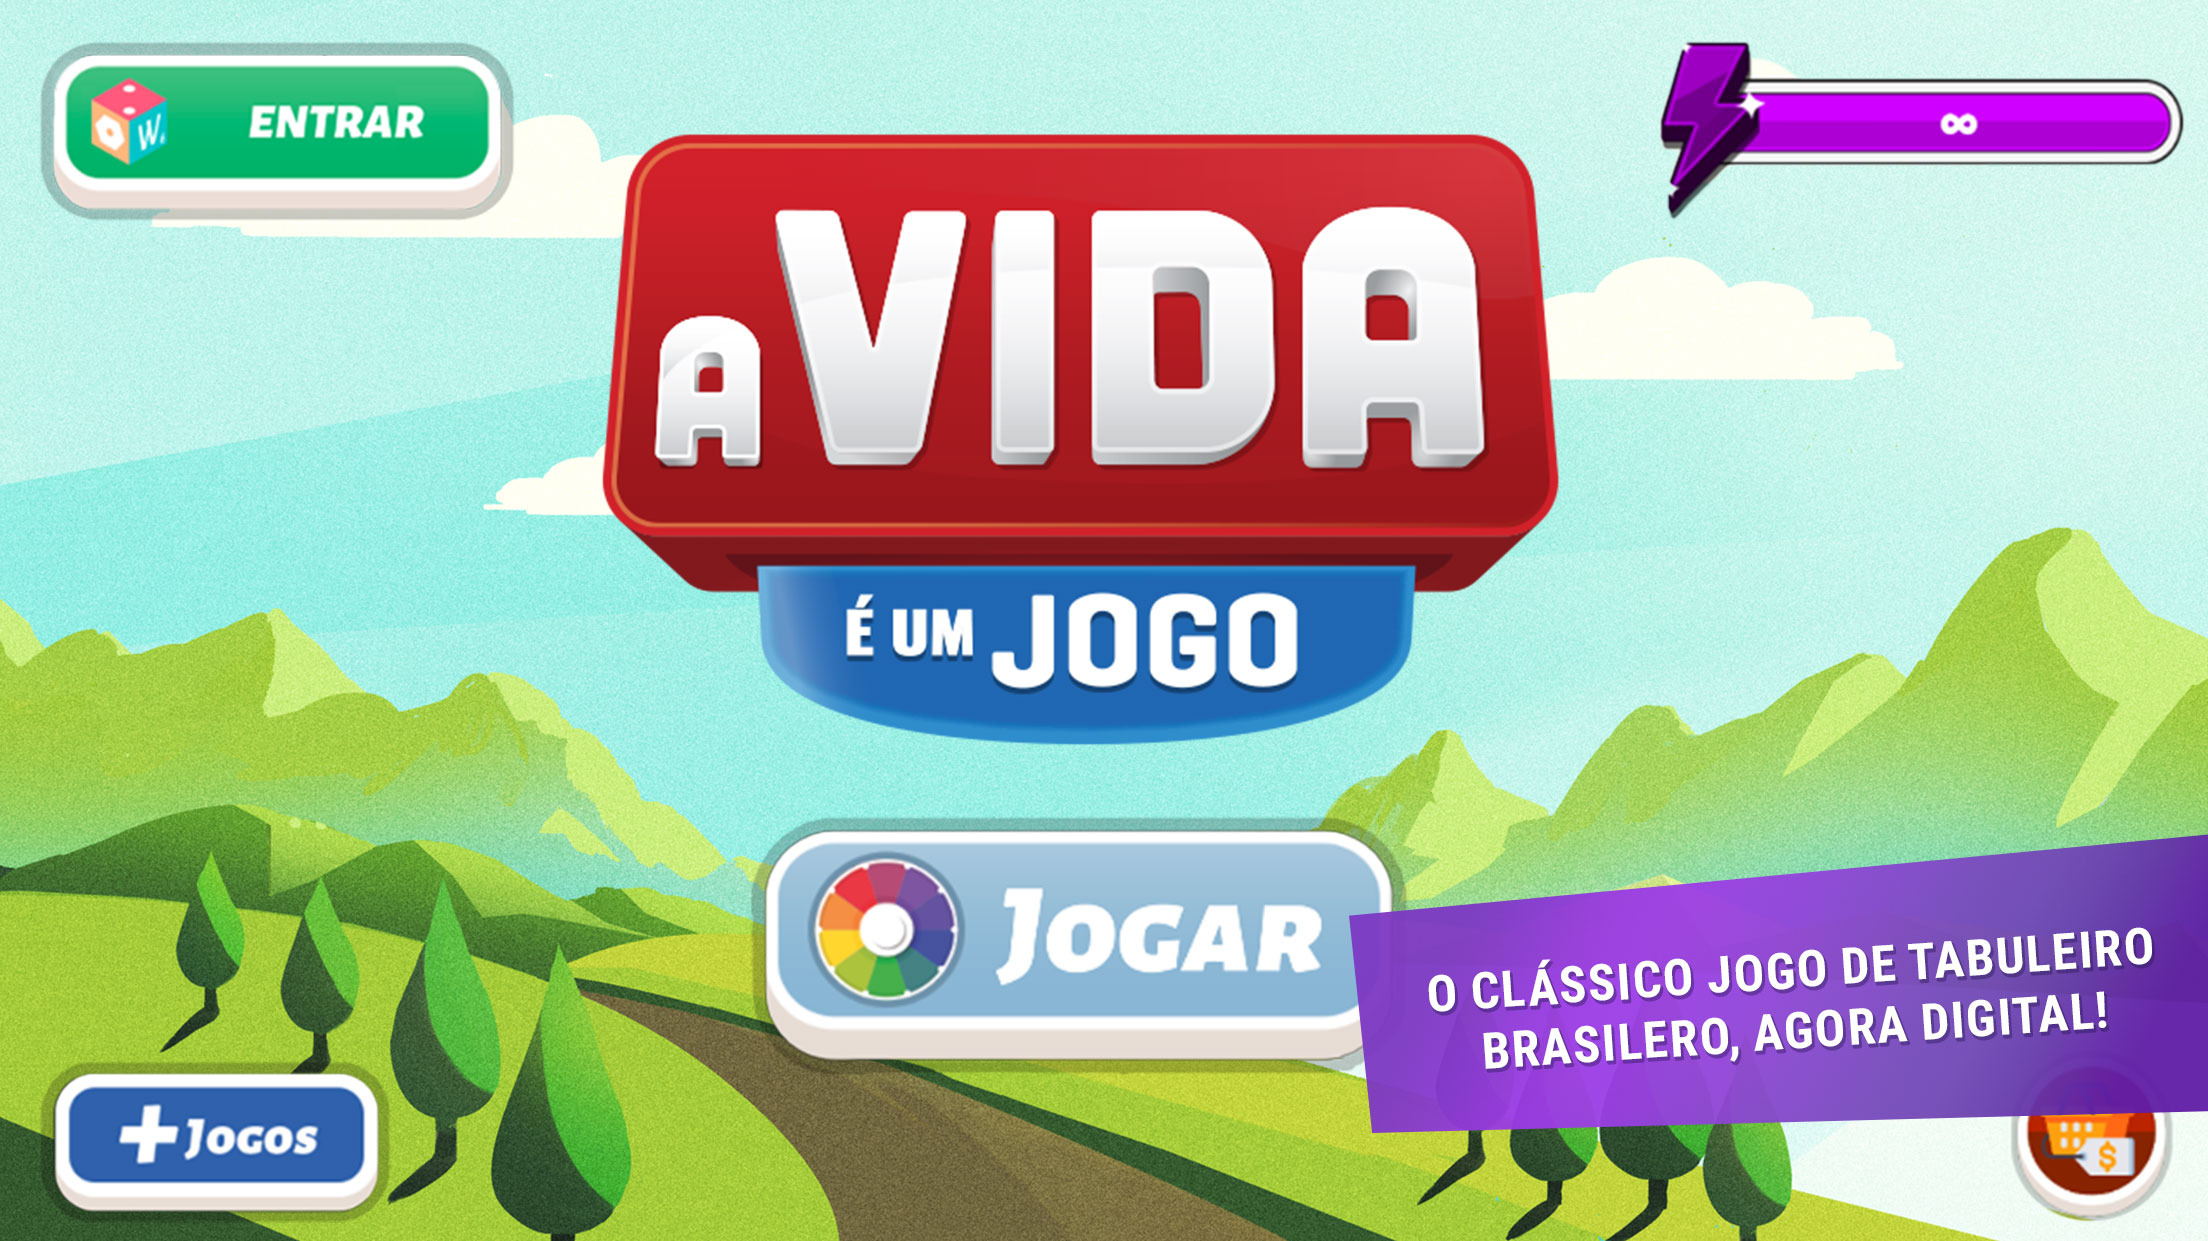 ENTRAR
W.
∞
A VIDA
É UM JOGO
JOGAR
O CLÁSSICO JOGO DE TABULEIRO
BRASILERO, AGORA DIGITAL!
+JOGOS
$